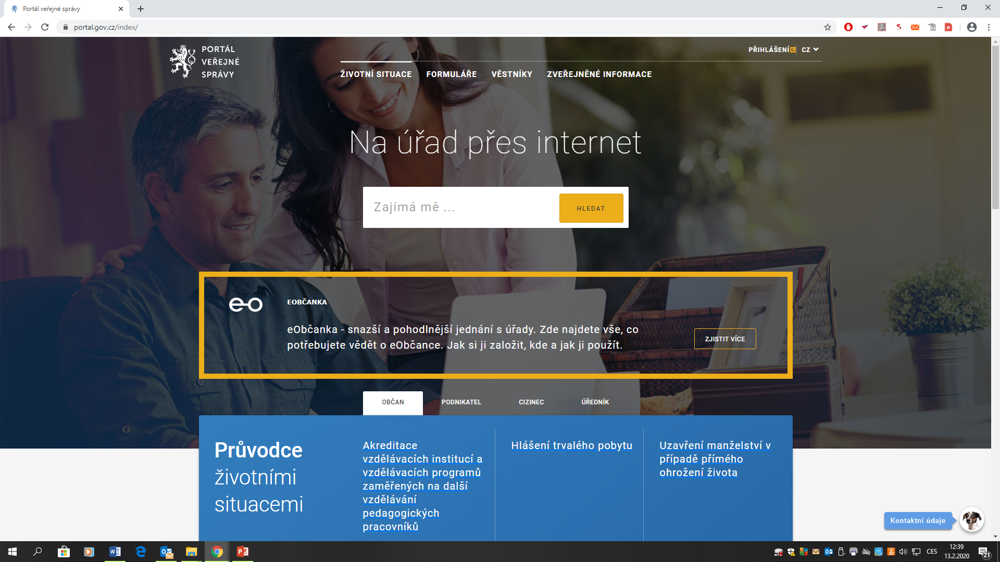 Portál veřejné správy
portal.gov.cz/index/
PORTÁL
VEŘEJNÉ
SPRÁVY
PŘIHLÁŠENÍ
CZ
ŽIVOTNÍ SITUACE
FORMULÁŘE
VĚSTNÍKY
ZVEŘEJNĚNÉ INFORMACE
Na úřad přes internet
Zajímá mě ...
HLEDAT
e-o
EOBČANKA
eObčanka - snazší a pohodlnější jednání s úřady. Zde najdete vše, co
potřebujete vědět o eObčance. Jak si ji založit, kde a jak ji použít.
ZJISTIT VÍCE
OBČAN
PODNIKATEL
CIZINEC
ÚŘEDNÍK
Průvodce
životními
situacemi
Akreditace
vzdělávacích institucí a
vzdělávacích programů
zaměřených na další
vzdělávání
pedagogických
pracovníků
Hlášení trvalého pobytu
Uzavření manželství v
případě přímého
ohrožení života
Kontaktní údaje
CES
12:39
13.2.2020
21